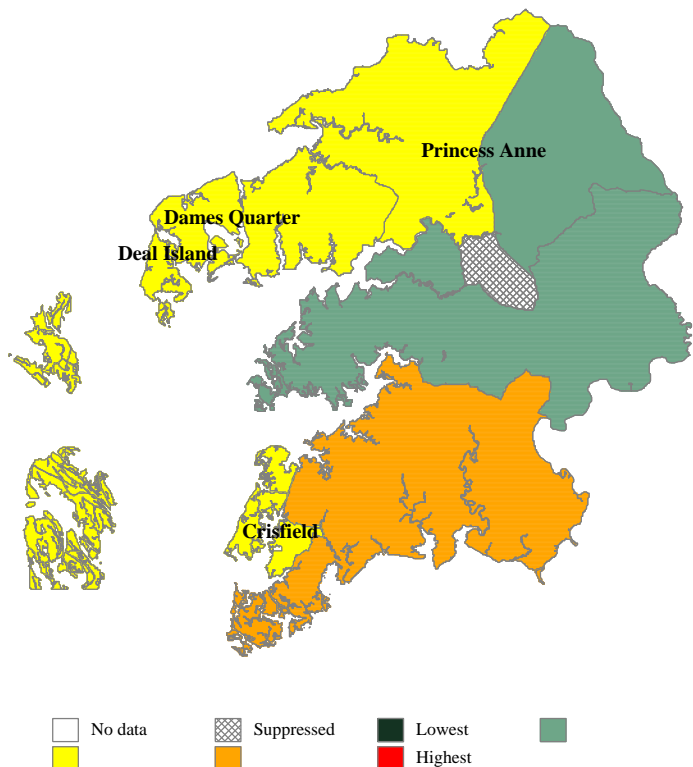 Princess Anne
Dames Quarter
Deal Island
Crisfield
No data
Suppressed
Lowest
Highest